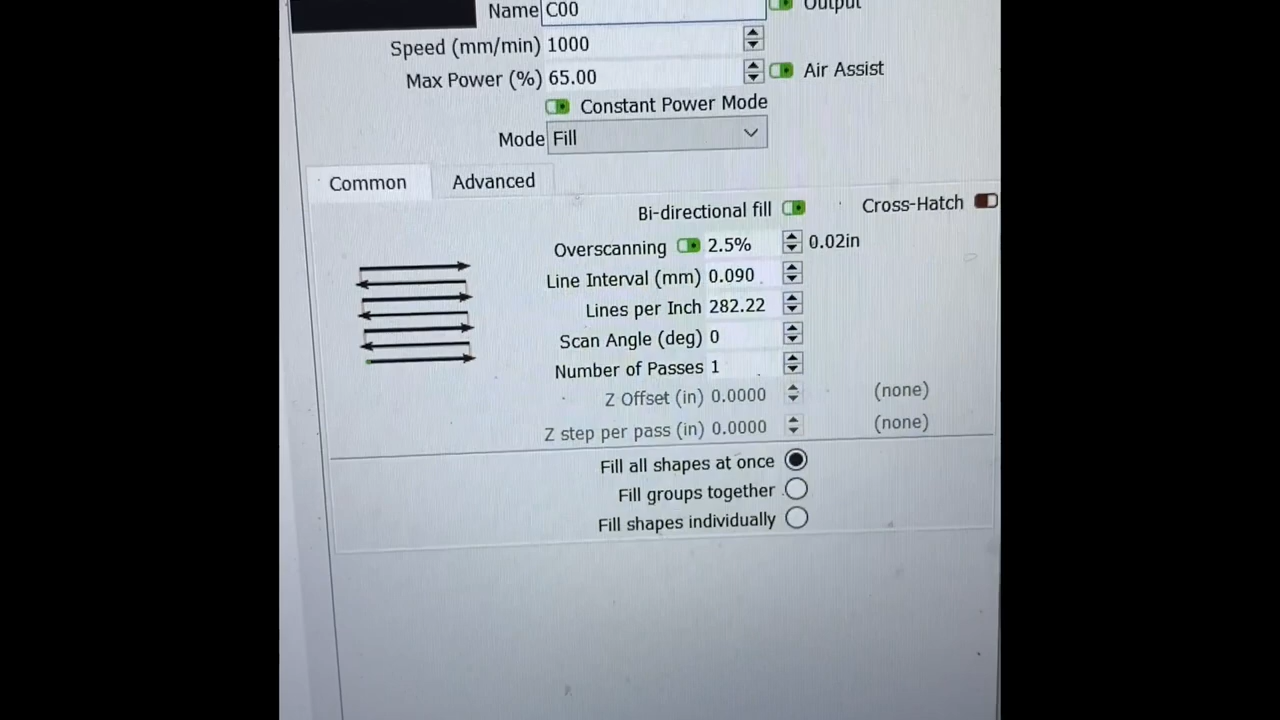 Name C00 Output
Speed (mm/min) 1000
Max Power (%) 65.00 Air Assist
Constant Power Mode
Mode Fill
Common Advanced
Bi-directional fill Cross-Hatch
Overscanning 2.5% 0.02in
Line Interval (mm) 0.090
Lines per Inch 282.22
Scan Angle (deg) 0
Number of Passes 1
Z Offset (in) 0.0000 (none)
Z step per pass (in) 0.0000 (none)
Fill all shapes at once
Fill groups together
Fill shapes individually